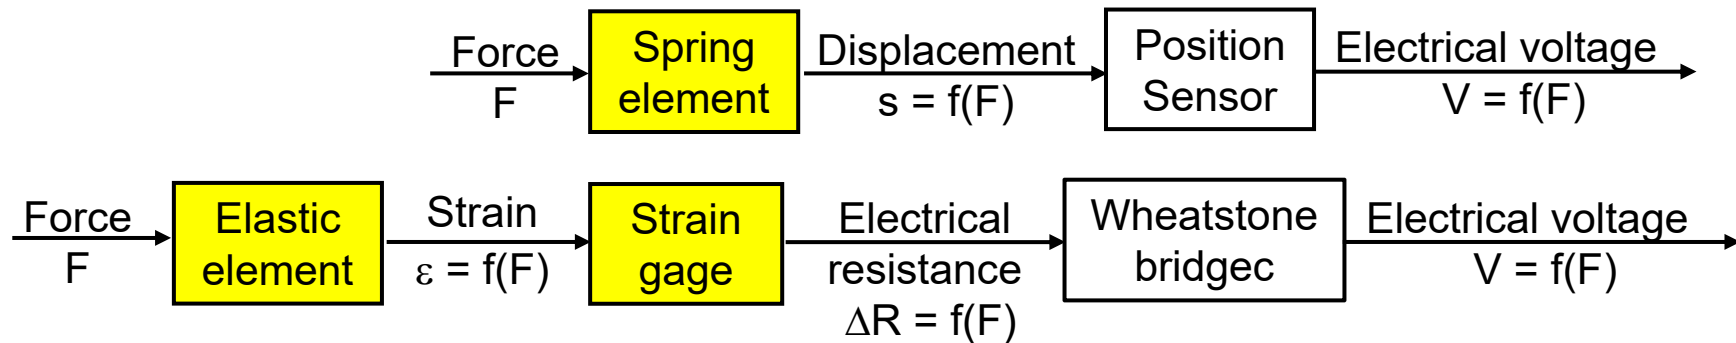 Force
F
Spring
element
Displacement
s = f(F)
Position
Sensor
Electrical voltage
V = f(F)
Force
F
Elastic
element
Strain
ε = f(F)
Strain
gage
Electrical
resistance
ΔR = f(F)
Wheatstone
bridgec
Electrical voltage
V = f(F)